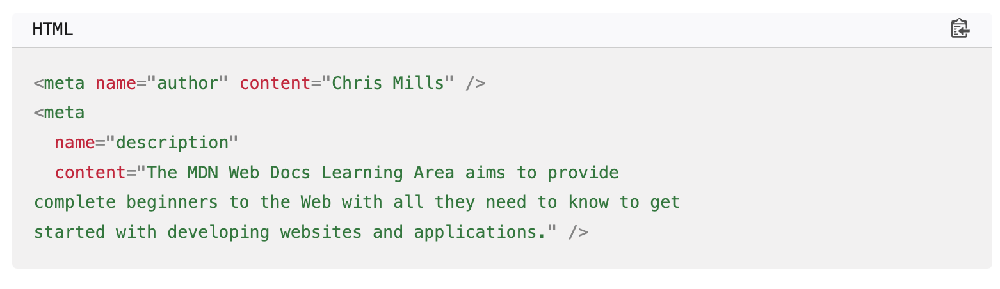 HTML
<meta name="author" content="Chris Mills" />
<meta
  name="description"
  content="The MDN Web Docs Learning Area aims to provide
complete beginners to the Web with all they need to know to get
started with developing websites and applications." />